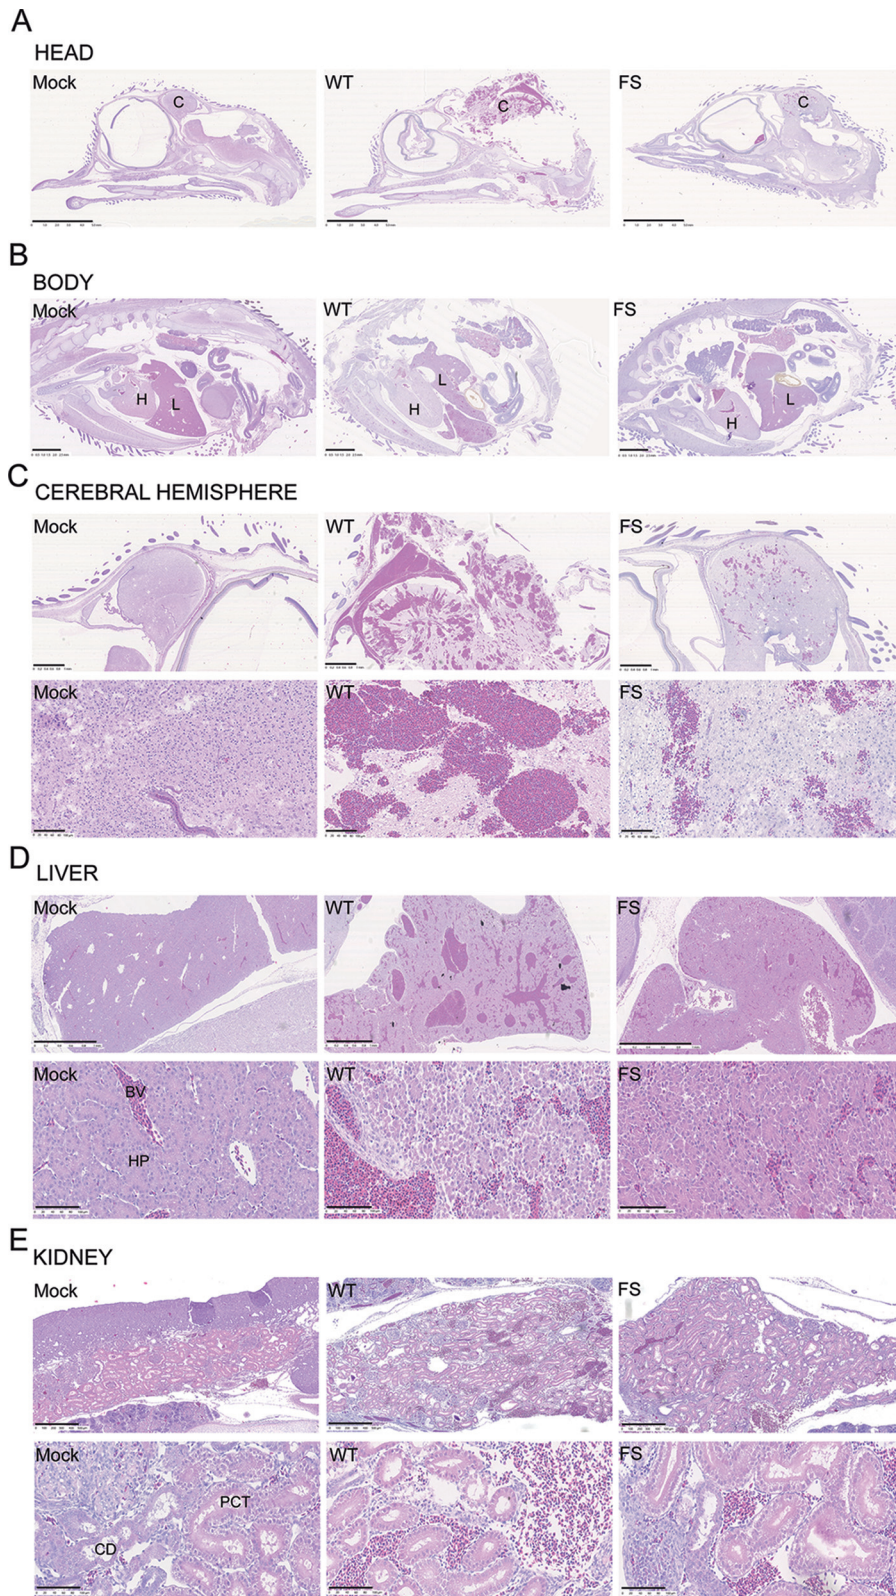 A
HEAD
Mock WT FS
C C C
B
BODY
Mock WT FS
H L H L H L
C
CEREBRAL HEMISPHERE
Mock WT FS
Mock WT FS
D
LIVER
Mock WT FS
Mock WT FS
BV
HP
E
KIDNEY
Mock WT FS
Mock WT FS
PCT
CD